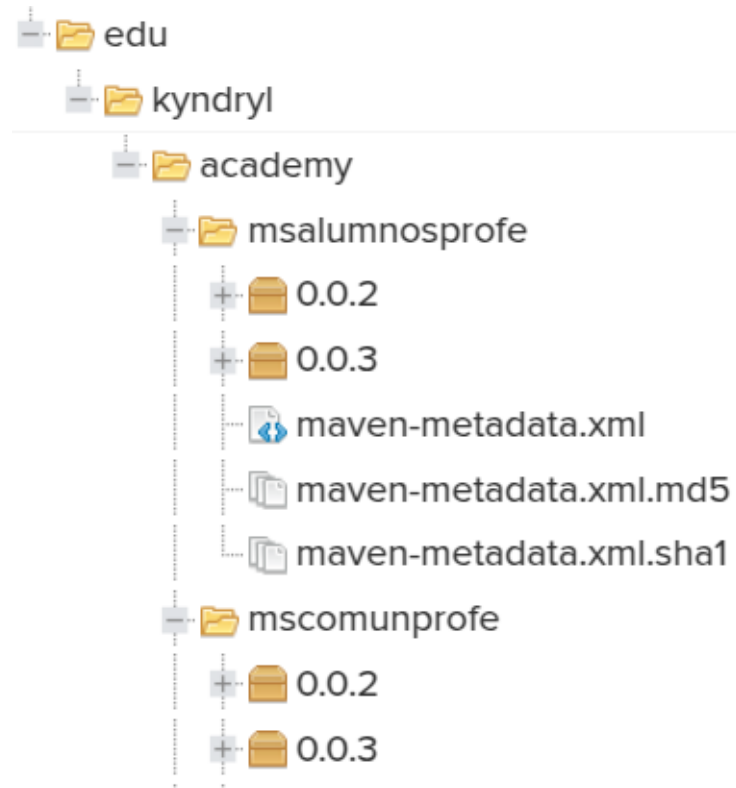 edu
kyndryl
academy
msalumnosprofe
0.0.2
0.0.3
maven-metadata.xml
maven-metadata.xml.md5
maven-metadata.xml.sha1
mscomunprofe
0.0.2
0.0.3